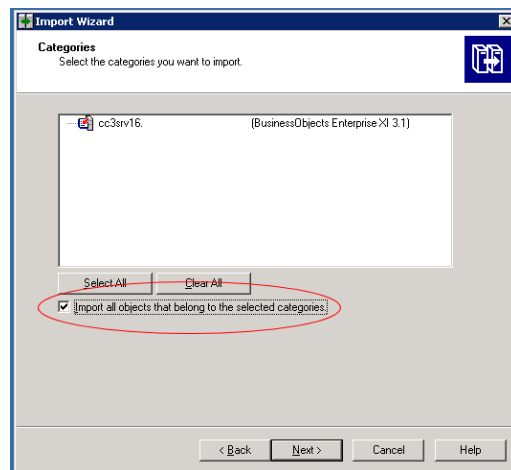 Import Wizard
Categories
Select the categories you want to import.
cc3srv16. (BusinessObjects Enterprise XI 3.1)
Select All Clear All
Import all objects that belong to the selected categories.
< Back Next > Cancel Help